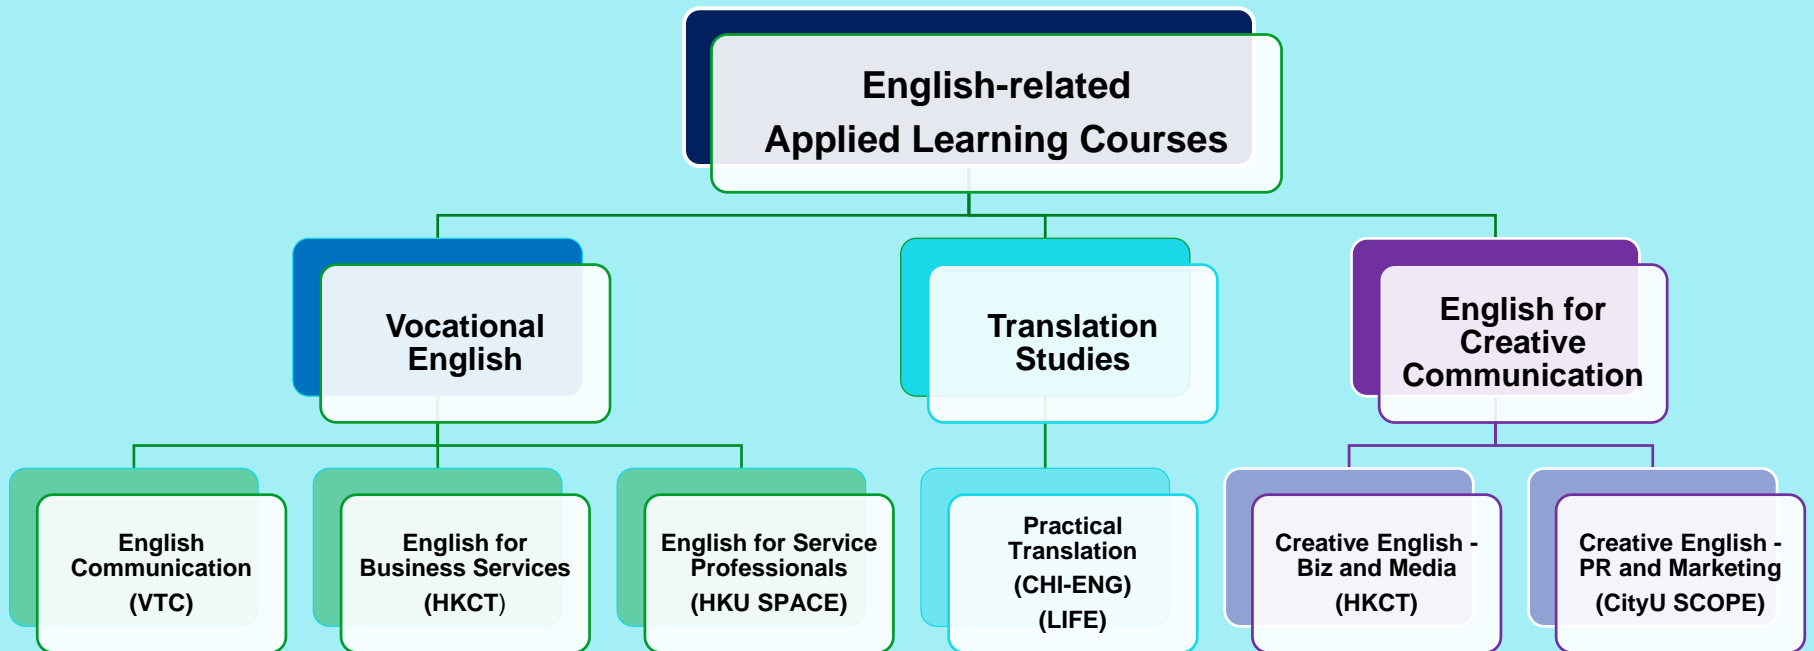 English-related
Applied Learning Courses
Vocational
English
Translation
Studies
English for
Creative
Communication
English
Communication
(VTC)
English for
Business Services
(HKCT)
English for Service
Professionals
(HKU SPACE)
Practical
Translation
(CHI-ENG)
(LIFE)
Creative English -
Biz and Media
(HKCT)
Creative English -
PR and Marketing
(CityU SCOPE)